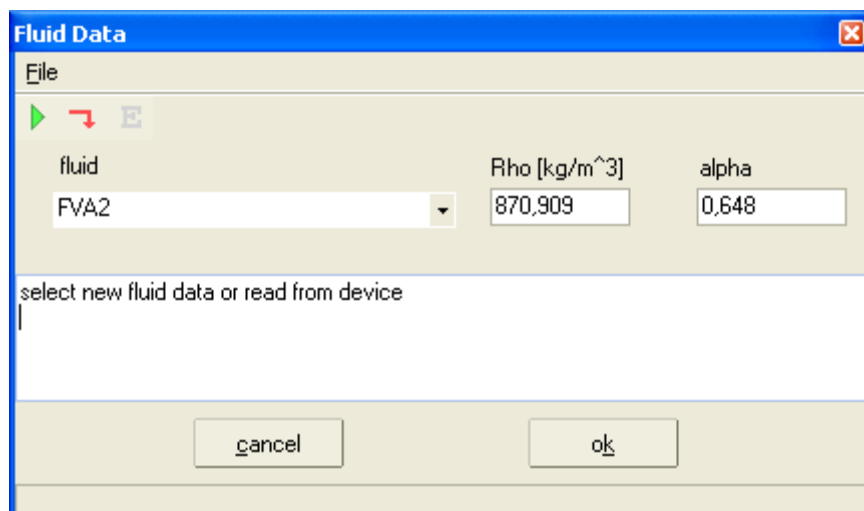 Fluid Data
File
E
fluid Rho [kg/m^3] alpha
FVA2 870,909 0,648
select new fluid data or read from device
cancel ok